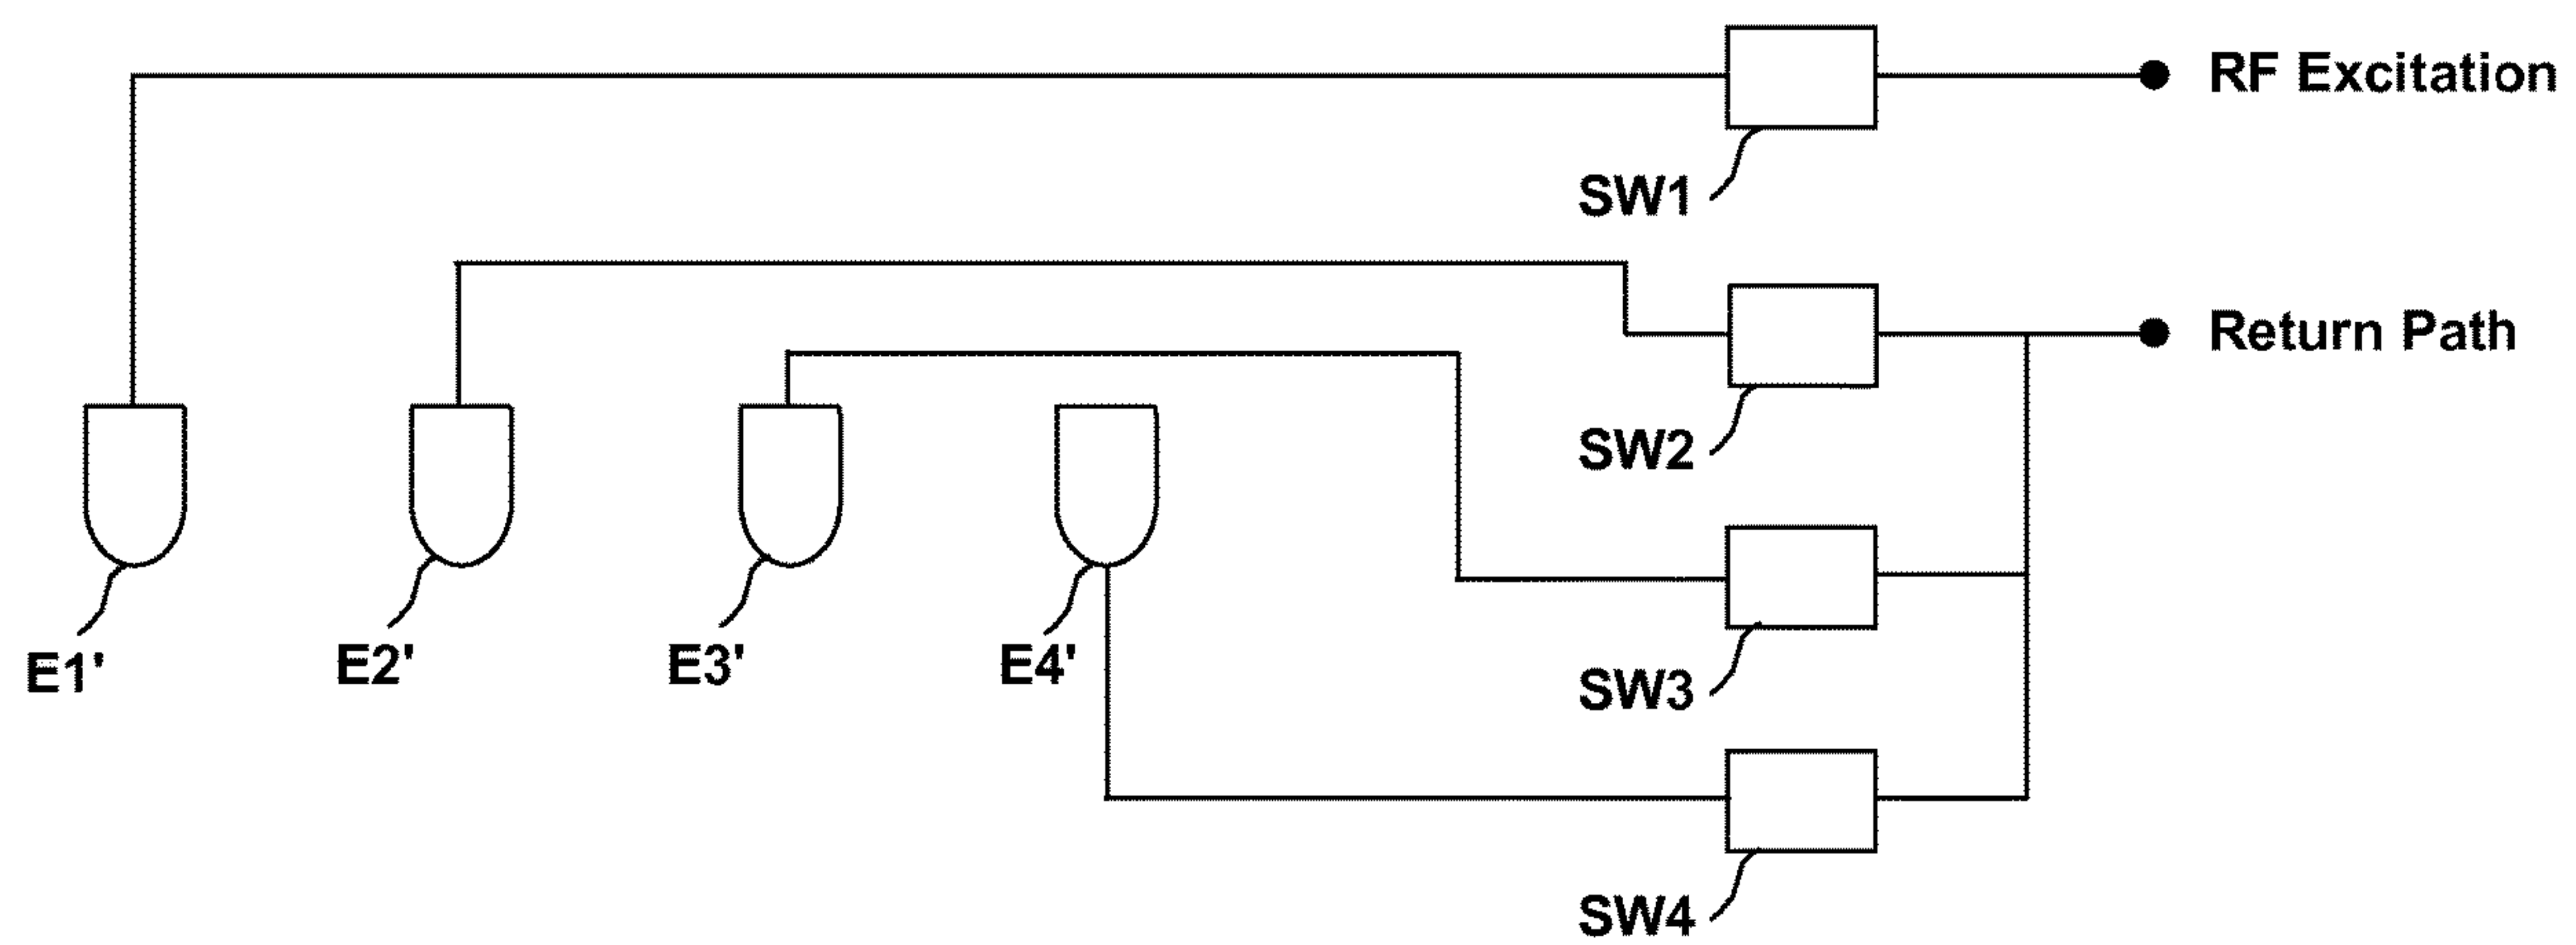 RF Excitation
SW1
Return Path
SW2
E1'
E2'
E3'
E4'
SW3
SW4